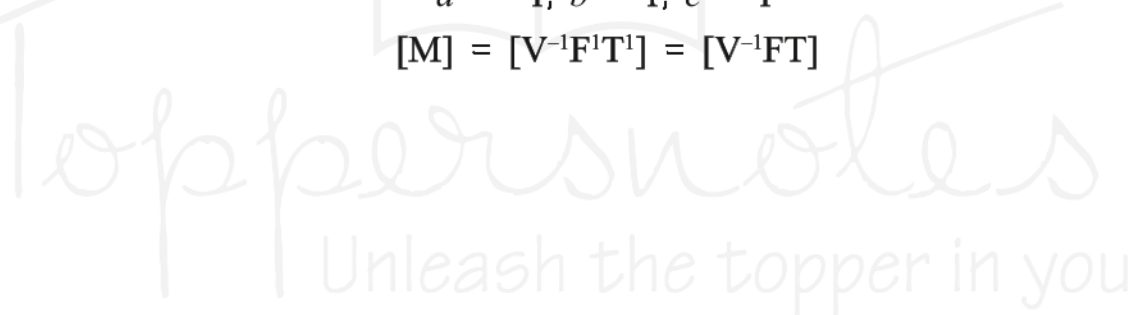 [M] = [V⁻¹F¹T¹] = [V⁻¹FT]
Toppersnotes
Unleash the topper in you